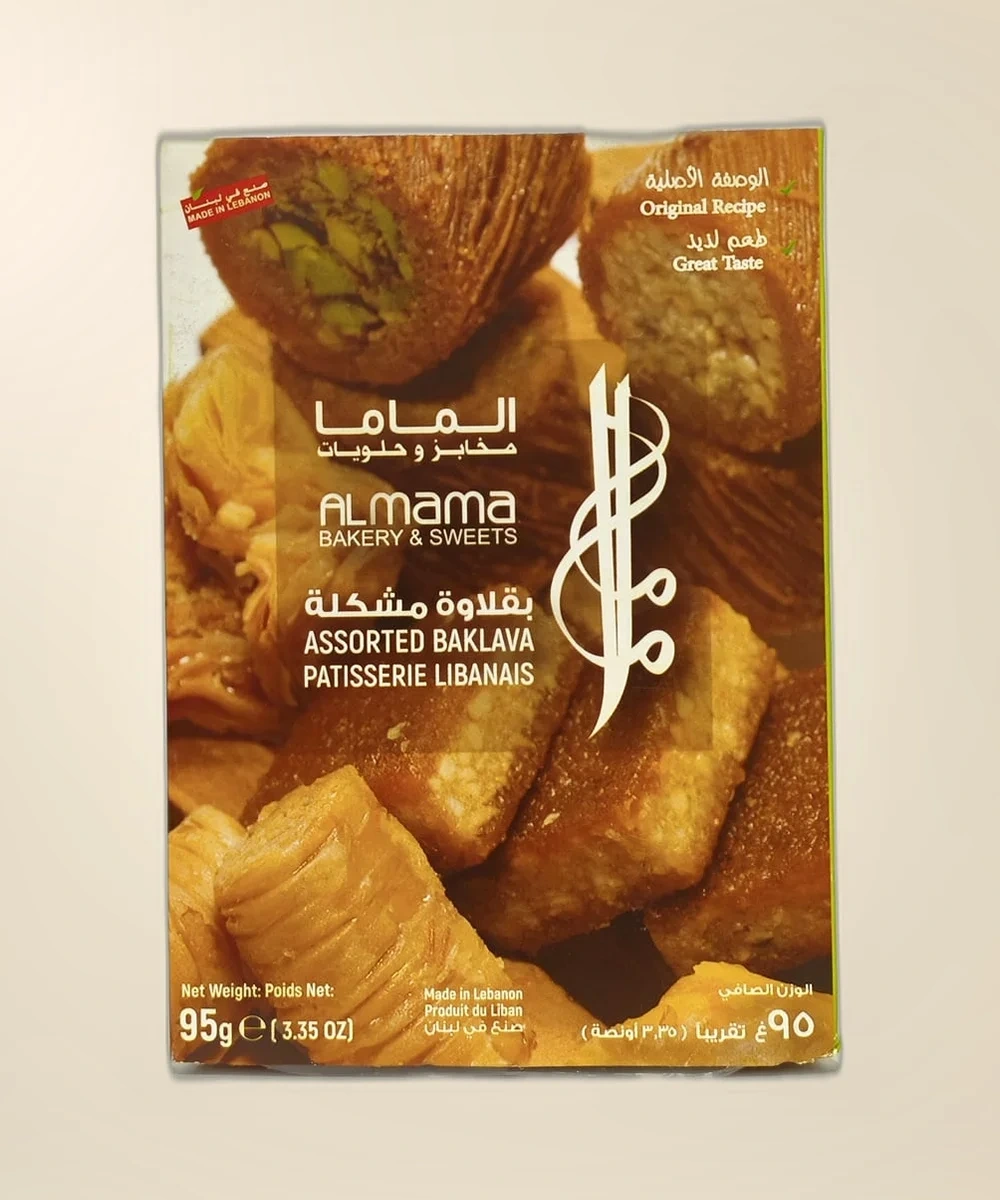 صنع في لبنان
MADE IN LEBANON
الوصفة الأصلية
Original Recipe
طعم لذيذ
Great Taste
الماما
مخابز و حلويات
ALmama
BAKERY & SWEETS
بقلاوة مشكلة
ASSORTED BAKLAVA
PATISSERIE LIBANAIS
Net Weight: Poids Net:
95g ℮ ( 3.35 OZ)
Made in Lebanon
Produit du Liban
صنع في لبنان
الوزن الصافي
٩٥غ تقريبا (٣,٣٥ أونصة)